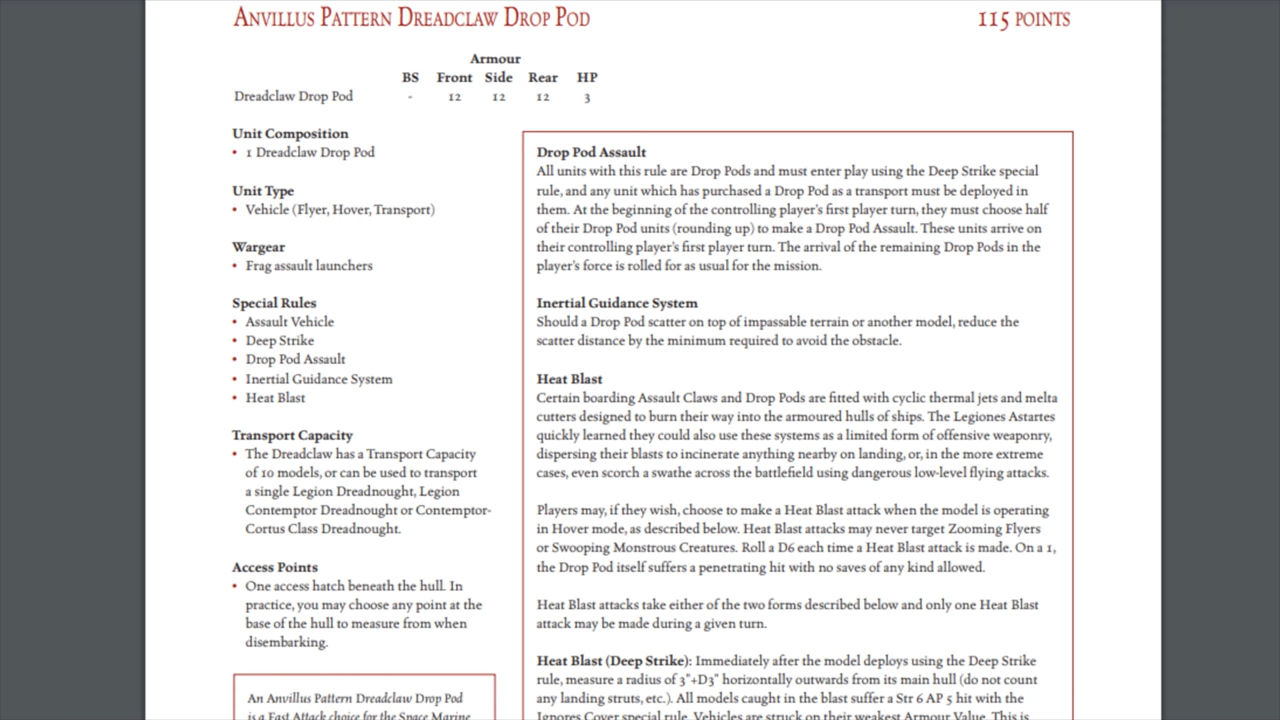 Anvillus Pattern Dreadclaw Drop Pod 115 points
Armour
BS Front Side Rear HP
Dreadclaw Drop Pod - 12 12 12 3
Unit Composition
• 1 Dreadclaw Drop Pod
Unit Type
• Vehicle (Flyer, Hover, Transport)
Wargear
• Frag assault launchers
Special Rules
• Assault Vehicle
• Deep Strike
• Drop Pod Assault
• Inertial Guidance System
• Heat Blast
Transport Capacity
• The Dreadclaw has a Transport Capacity
of 10 models, or can be used to transport
a single Legion Dreadnought, Legion
Contemptor Dreadnought or Contemptor-
Cortus Class Dreadnought.
Access Points
• One access hatch beneath the hull. In
practice, you may choose any point at the
base of the hull to measure from when
disembarking.
An Anvillus Pattern Dreadclaw Drop Pod
is a Fast Attack choice for the Space Marine
Drop Pod Assault
All units with this rule are Drop Pods and must enter play using the Deep Strike special
rule, and any unit which has purchased a Drop Pod as a transport must be deployed in
them. At the beginning of the controlling player's first player turn, they must choose half
of their Drop Pod units (rounding up) to make a Drop Pod Assault. These units arrive on
their controlling player's first player turn. The arrival of the remaining Drop Pods in the
player's force is rolled for as usual for the mission.
Inertial Guidance System
Should a Drop Pod scatter on top of impassable terrain or another model, reduce the
scatter distance by the minimum required to avoid the obstacle.
Heat Blast
Certain boarding Assault Claws and Drop Pods are fitted with cyclic thermal jets and melta
cutters designed to burn their way into the armoured hulls of ships. The Legiones Astartes
quickly learned they could also use these systems as a limited form of offensive weaponry,
dispersing their blasts to incinerate anything nearby on landing, or, in the more extreme
cases, even scorch a swathe across the battlefield using dangerous low-level flying attacks.
Players may, if they wish, choose to make a Heat Blast attack when the model is operating
in Hover mode, as described below. Heat Blast attacks may never target Zooming Flyers
or Swooping Monstrous Creatures. Roll a D6 each time a Heat Blast attack is made. On a 1,
the Drop Pod itself suffers a penetrating hit with no saves of any kind allowed.
Heat Blast attacks take either of the two forms described below and only one Heat Blast
attack may be made during a given turn.
Heat Blast (Deep Strike): Immediately after the model deploys using the Deep Strike
rule, measure a radius of 3"+D3" horizontally outwards from its main hull (do not count
any landing struts, etc.). All models caught in the blast suffer a Str 6 AP 5 hit with the
Ignores Cover special rule. Vehicles are struck on their weakest Armour Value. This is